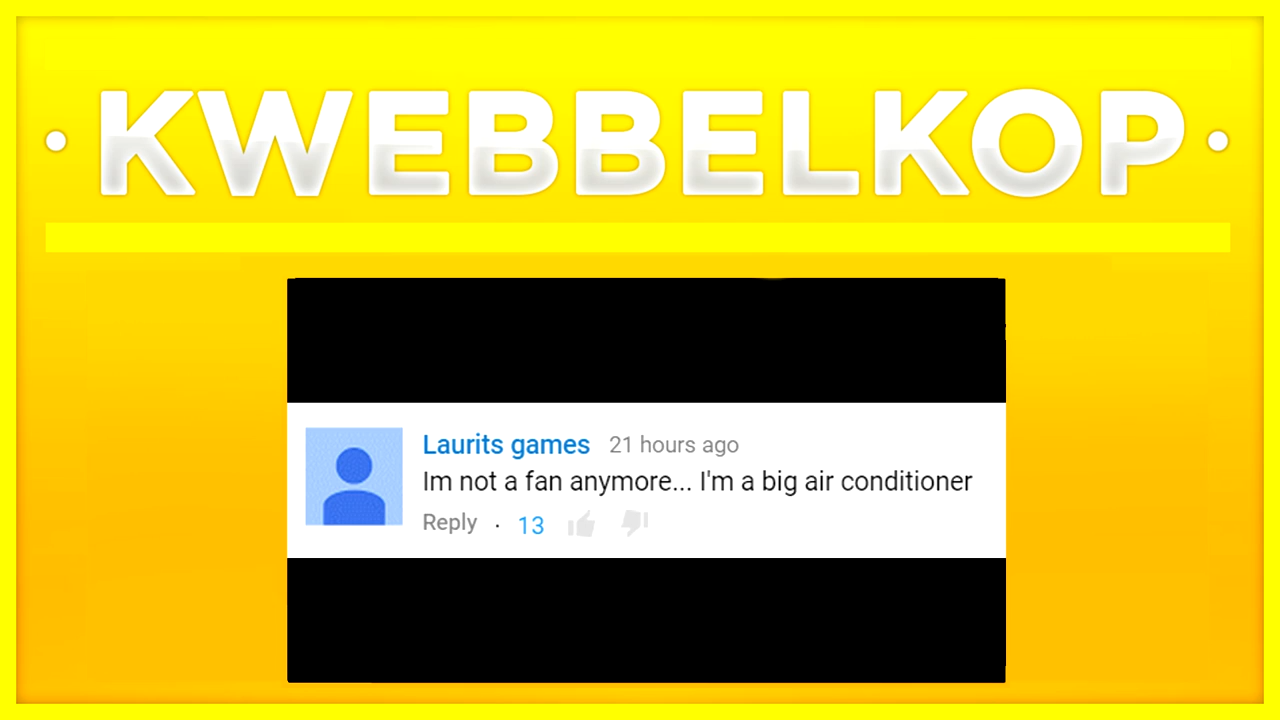 KWEBBELKOP
Laurits games 21 hours ago
Im not a fan anymore... I'm a big air conditioner
Reply · 13